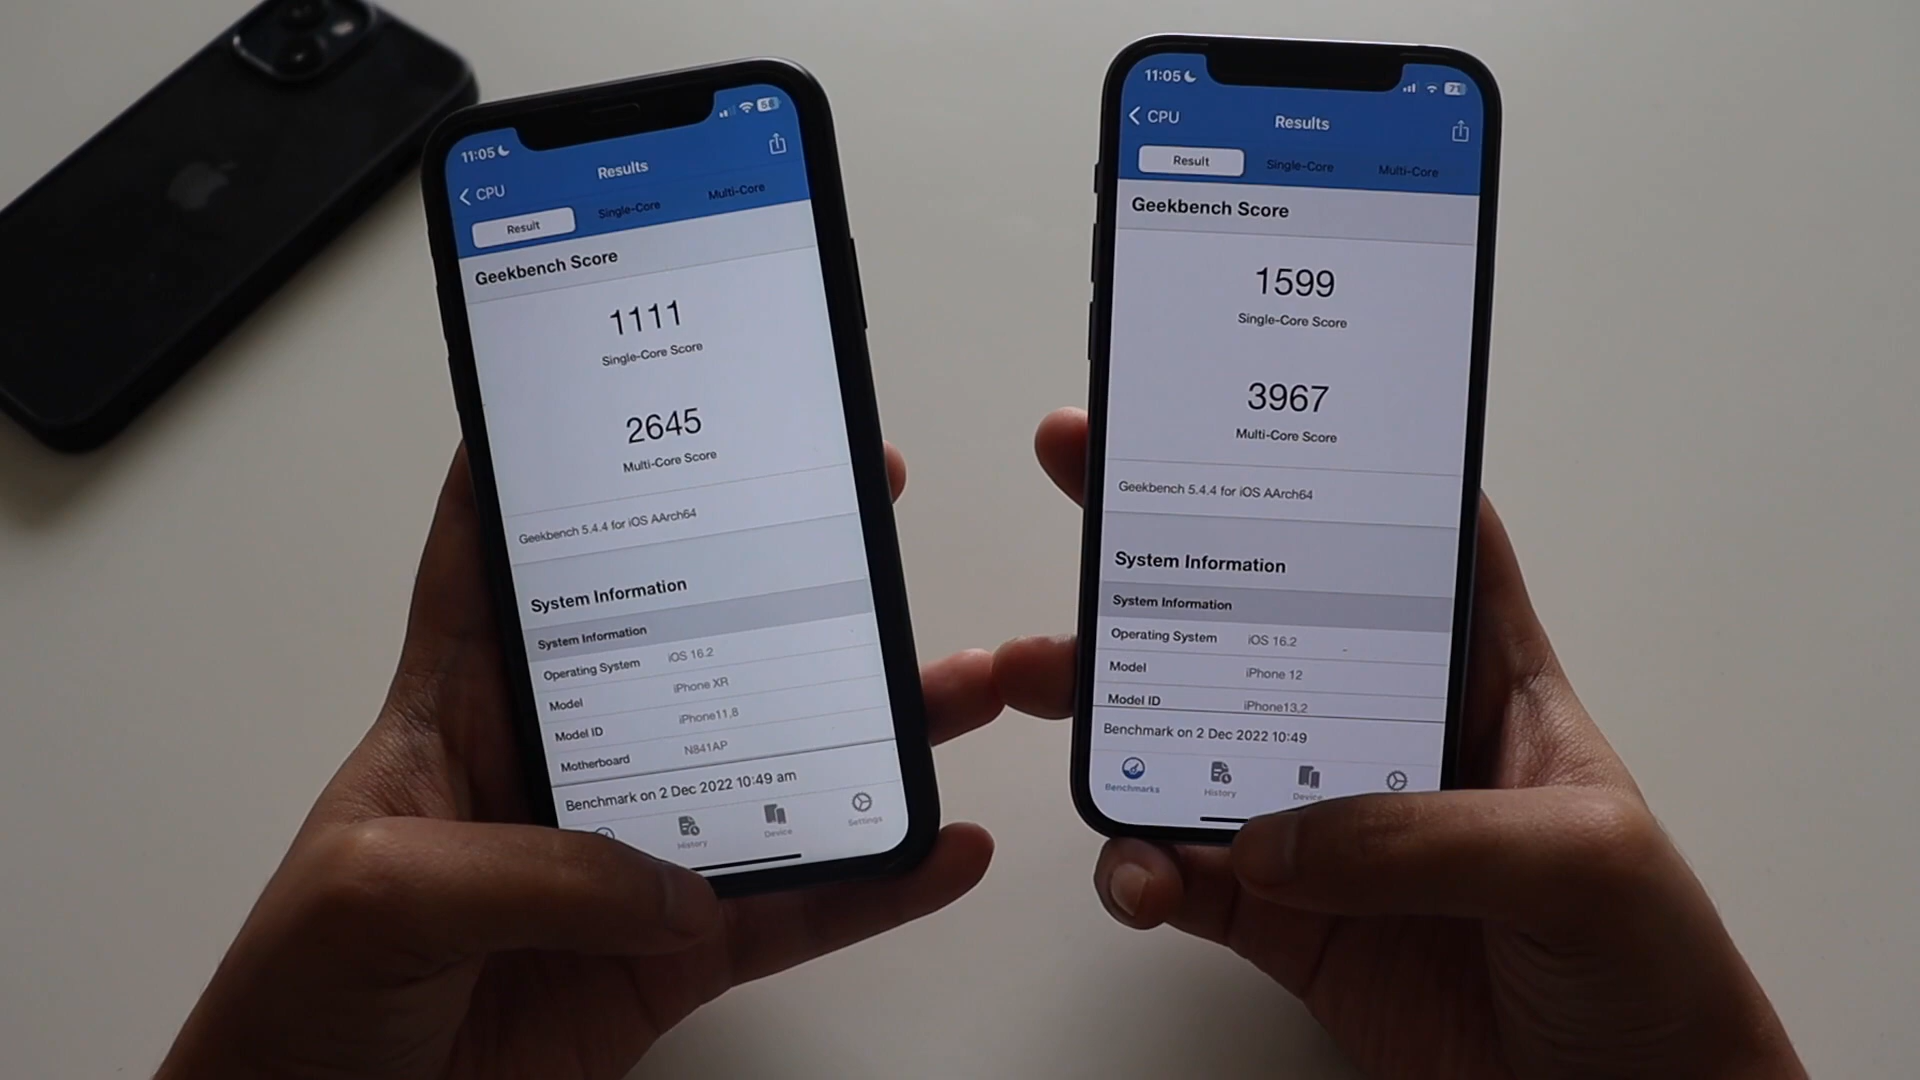 11:05
58
CPU
Results
Result
Single-Core
Multi-Core
Geekbench Score
1111
Single-Core Score
2645
Multi-Core Score
Geekbench 5.4.4 for iOS AArch64
System Information
System Information
Operating System iOS 16.2
Model iPhone XR
Model ID iPhone11,8
Motherboard N841AP
Benchmark on 2 Dec 2022 10:49 am
History
Device
Settings
11:05
71
CPU
Results
Result
Single-Core
Multi-Core
Geekbench Score
1599
Single-Core Score
3967
Multi-Core Score
Geekbench 5.4.4 for iOS AArch64
System Information
System Information
Operating System iOS 16.2
Model iPhone 12
Model ID iPhone13,2
Benchmark on 2 Dec 2022 10:49
Benchmarks
History
Device